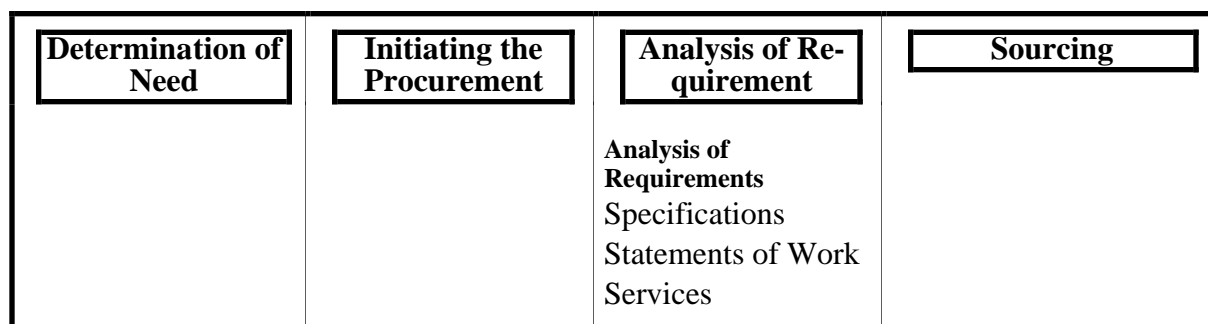 Determination of
Need
Initiating the
Procurement
Analysis of Re-
quirement
Sourcing
Analysis of
Requirements
Specifications
Statements of Work
Services